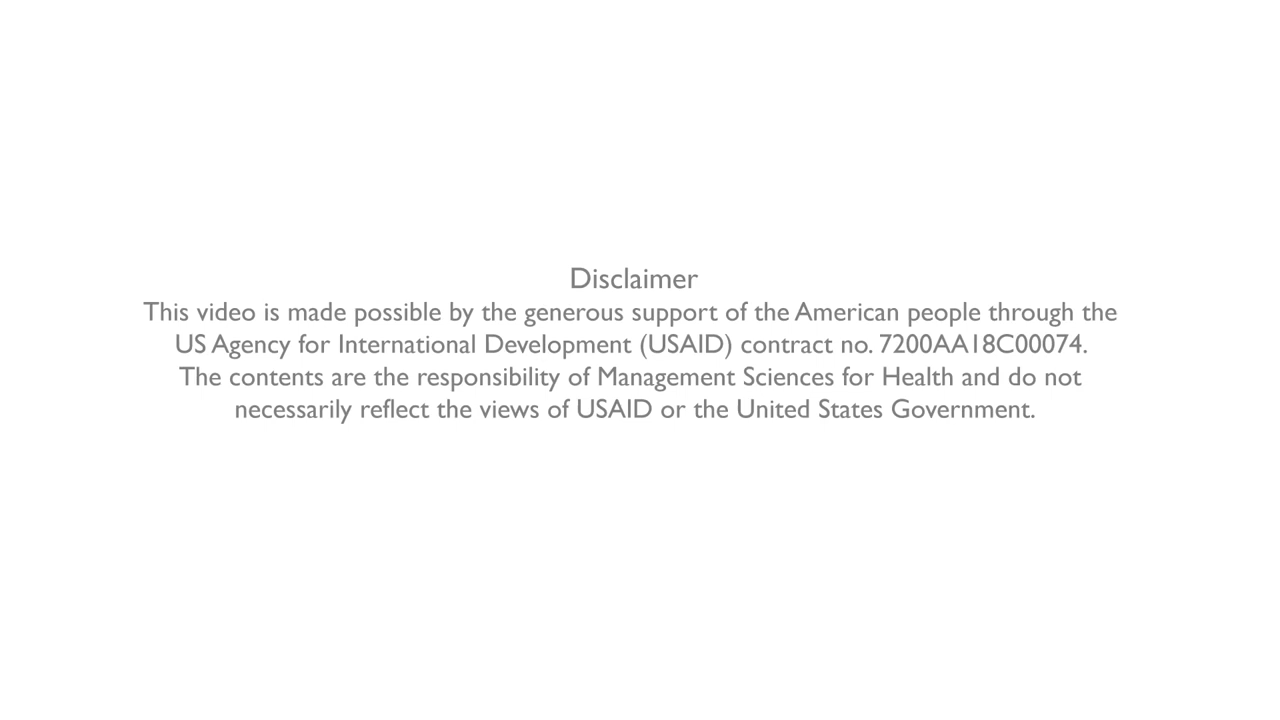 Disclaimer
This video is made possible by the generous support of the American people through the
US Agency for International Development (USAID) contract no. 7200AA18C00074.
The contents are the responsibility of Management Sciences for Health and do not
necessarily reflect the views of USAID or the United States Government.